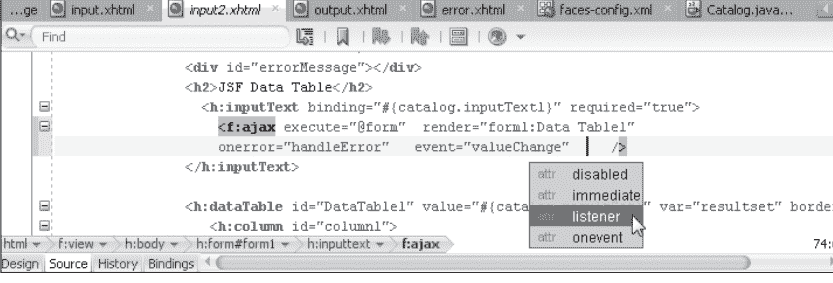 ...ge input.xhtml input2.xhtml output.xhtml error.xhtml faces-config.xml Catalog.java...
Find
<div id="errorMessage"></div>
<h2>JSF Data Table</h2>
<h:inputText binding="#{catalog.inputText1}" required="true">
<f:ajax execute="@form" render="form1:Data Table1"
onerror="handleError" event="valueChange" />
</h:inputText>
attr disabled
attr immediate
<h:dataTable id="DataTable1" value="#{cata var="resultset" border
attr listener
<h:column id="column1">
attr onevent
html f:view h:body h:form#form1 h:inputtext f:ajax 74:
Design Source History Bindings